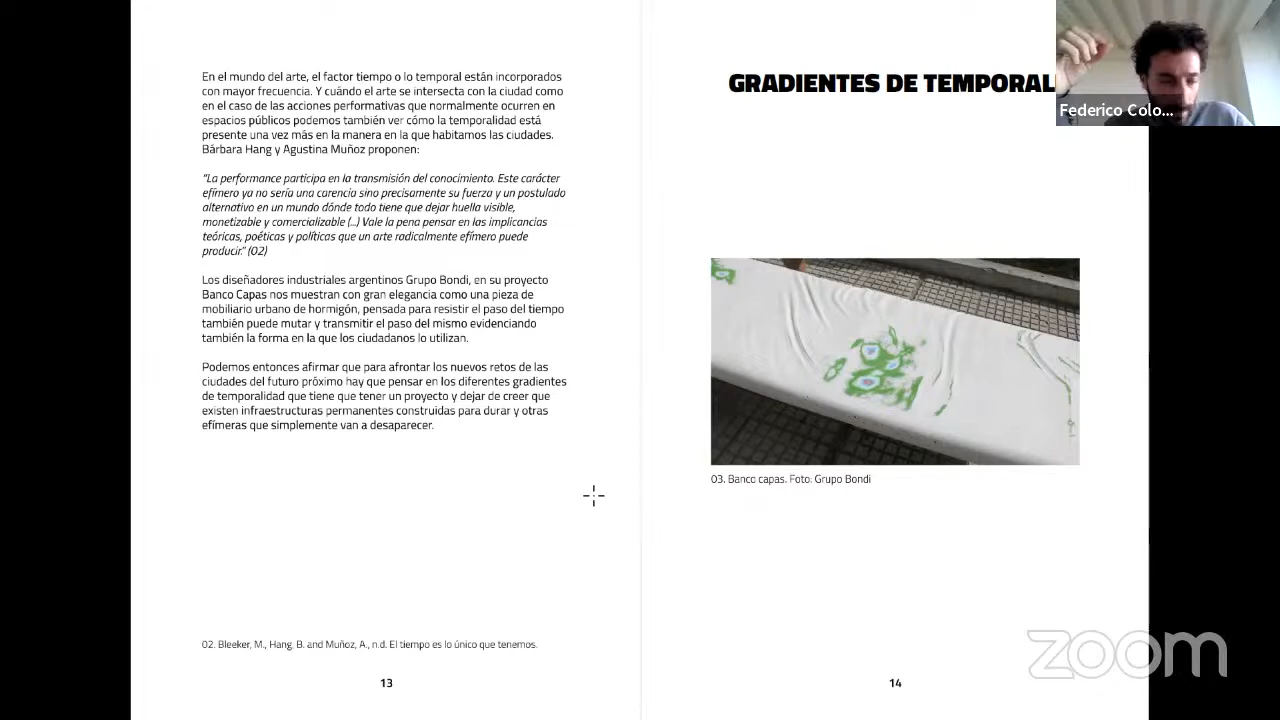 En el mundo del arte, el factor tiempo o lo temporal están incorporados
con mayor frecuencia. Y cuándo el arte se intersecta con la ciudad como
en el caso de las acciones performativas que normalmente ocurren en
espacios públicos podemos también ver cómo la temporalidad está
presente una vez más en la manera en la que habitamos las ciudades.
Bárbara Hang y Agustina Muñoz proponen:
“La performance participa en la transmisión del conocimiento. Este carácter
efímero ya no sería una carencia sino precisamente su fuerza y un postulado
alternativo en un mundo dónde todo tiene que dejar huella visible,
monetizable y comercializable (...) Vale la pena pensar en las implicancias
teóricas, poéticas y políticas que un arte radicalmente efímero puede
producir.” (02)
Los diseñadores industriales argentinos Grupo Bondi, en su proyecto
Banco Capas nos muestran con gran elegancia como una pieza de
mobiliario urbano de hormigón, pensada para resistir el paso del tiempo
también puede mutar y transmitir el paso del mismo evidenciando
también la forma en la que los ciudadanos lo utilizan.
Podemos entonces afirmar que para afrontar los nuevos retos de las
ciudades del futuro próximo hay que pensar en los diferentes gradientes
de temporalidad que tiene que tener un proyecto y dejar de creer que
existen infraestructuras permanentes construidas para durar y otras
efímeras que simplemente van a desaparecer.
02. Bleeker, M., Hang, B. and Muñoz, A., n.d. El tiempo es lo único que tenemos.
13
GRADIENTES DE TEMPORAL
Federico Colo...
03. Banco capas. Foto: Grupo Bondi
14
zoom